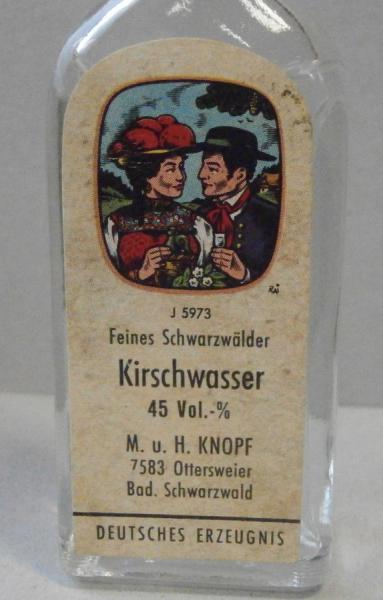 J 5973
Feines Schwarzwälder
Kirschwasser
45 Vol.-%
M. u. H. KNOPF
7583 Ottersweier
Bad. Schwarzwald
DEUTSCHES ERZEUGNIS